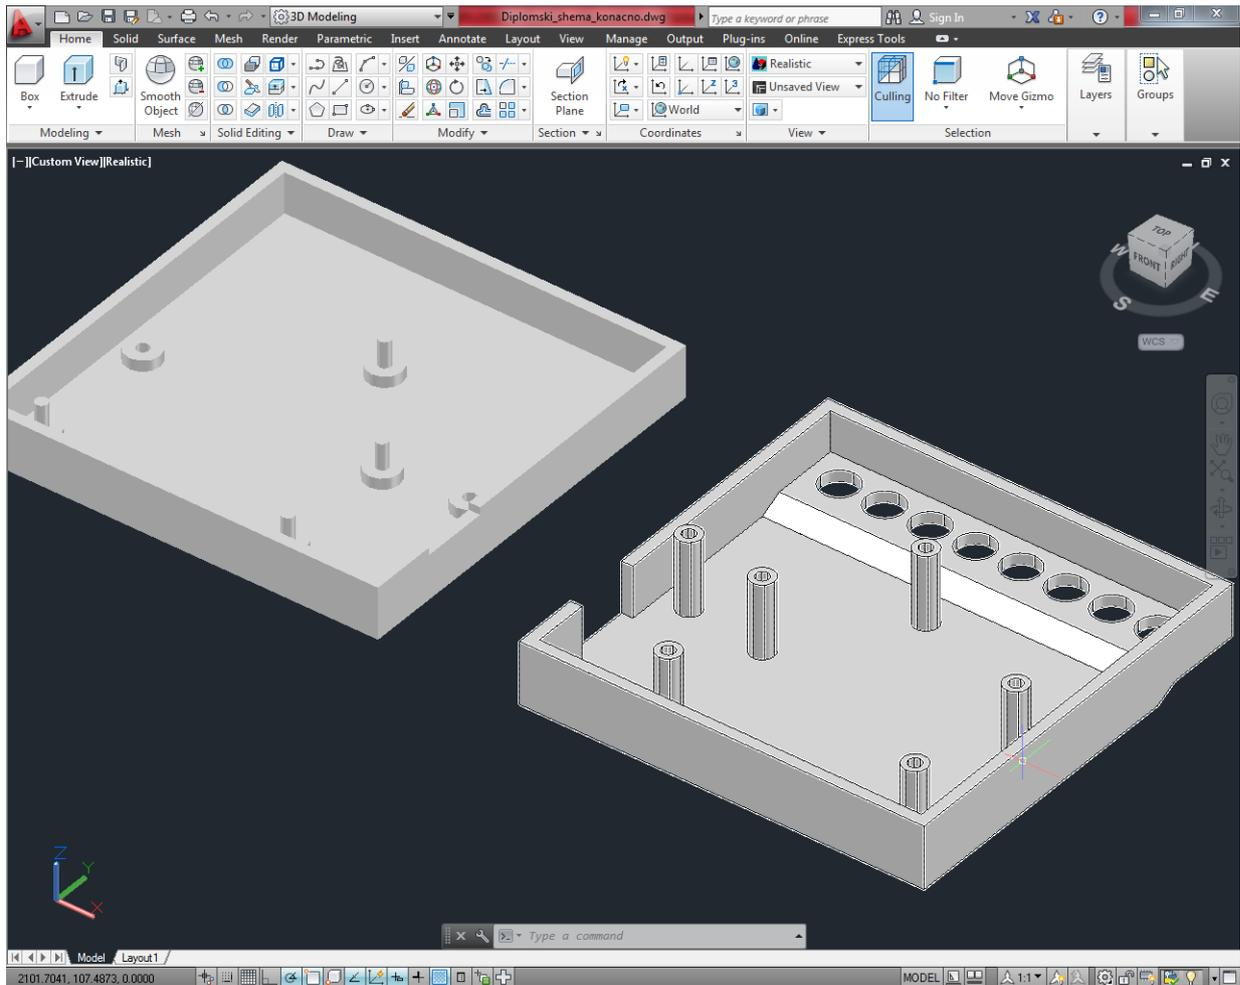 3D Modeling
Diplomski_shema_konacno.dwg
Type a keyword or phrase
Sign In
Home Solid Surface Mesh Render Parametric Insert Annotate Layout View Manage Output Plug-ins Online Express Tools
Box
Extrude
Smooth Object
Section Plane
World
Realistic
Unsaved View
Culling
No Filter
Move Gizmo
Layers
Groups
Modeling
Mesh
Solid Editing
Draw
Modify
Section
Coordinates
View
Selection
[−][Custom View][Realistic]
TOP
FRONT
RIGHT
W
S
E
WCS
Z
Y
X
Type a command
Model
Layout1
2101.7041, 107.4873, 0.0000
MODEL
1:1